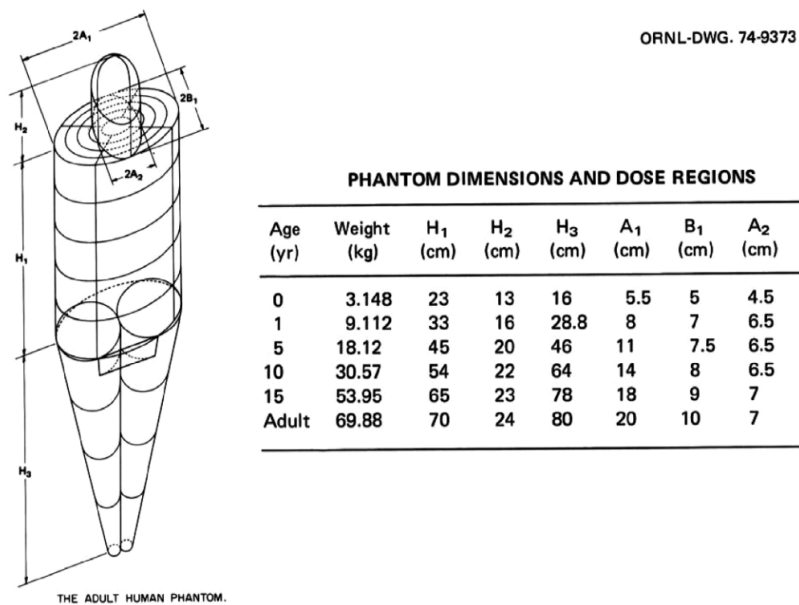 ORNL-DWG. 74-9373
2A₁
2B₁
H₂
2A₂
H₁
H₃
THE ADULT HUMAN PHANTOM.
PHANTOM DIMENSIONS AND DOSE REGIONS
Age Weight H₁ H₂ H₃ A₁ B₁ A₂
(yr) (kg) (cm) (cm) (cm) (cm) (cm) (cm)
0 3.148 23 13 16 5.5 5 4.5
1 9.112 33 16 28.8 8 7 6.5
5 18.12 45 20 46 11 7.5 6.5
10 30.57 54 22 64 14 8 6.5
15 53.95 65 23 78 18 9 7
Adult 69.88 70 24 80 20 10 7